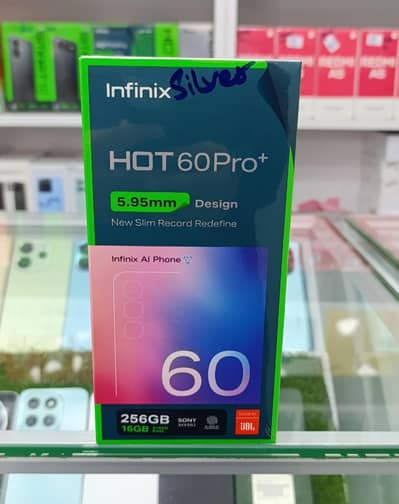 Infinix Silver
HOT 60 Pro+
5.95mm Design
New Slim Record Redefine
Infinix AI Phone
60
256GB SONY
16GB JBL
REDMI A5
REDMI A5